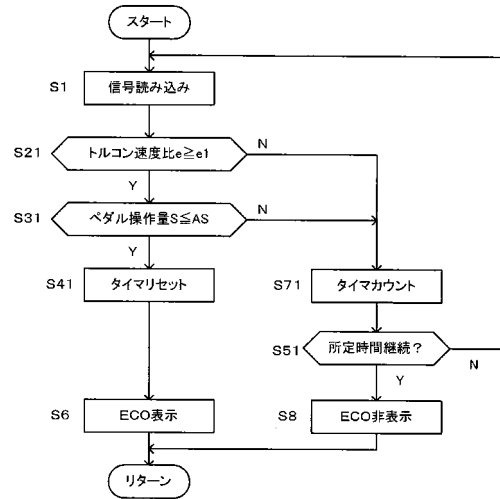 スタート
S1
信号読み込み
S21
トルコン速度比e≧e1
N
Y
S31
ペダル操作量S≦AS
N
Y
S41
タイマリセット
S71
タイマカウント
S51
所定時間継続?
N
Y
S6
ECO表示
S8
ECO非表示
リターン